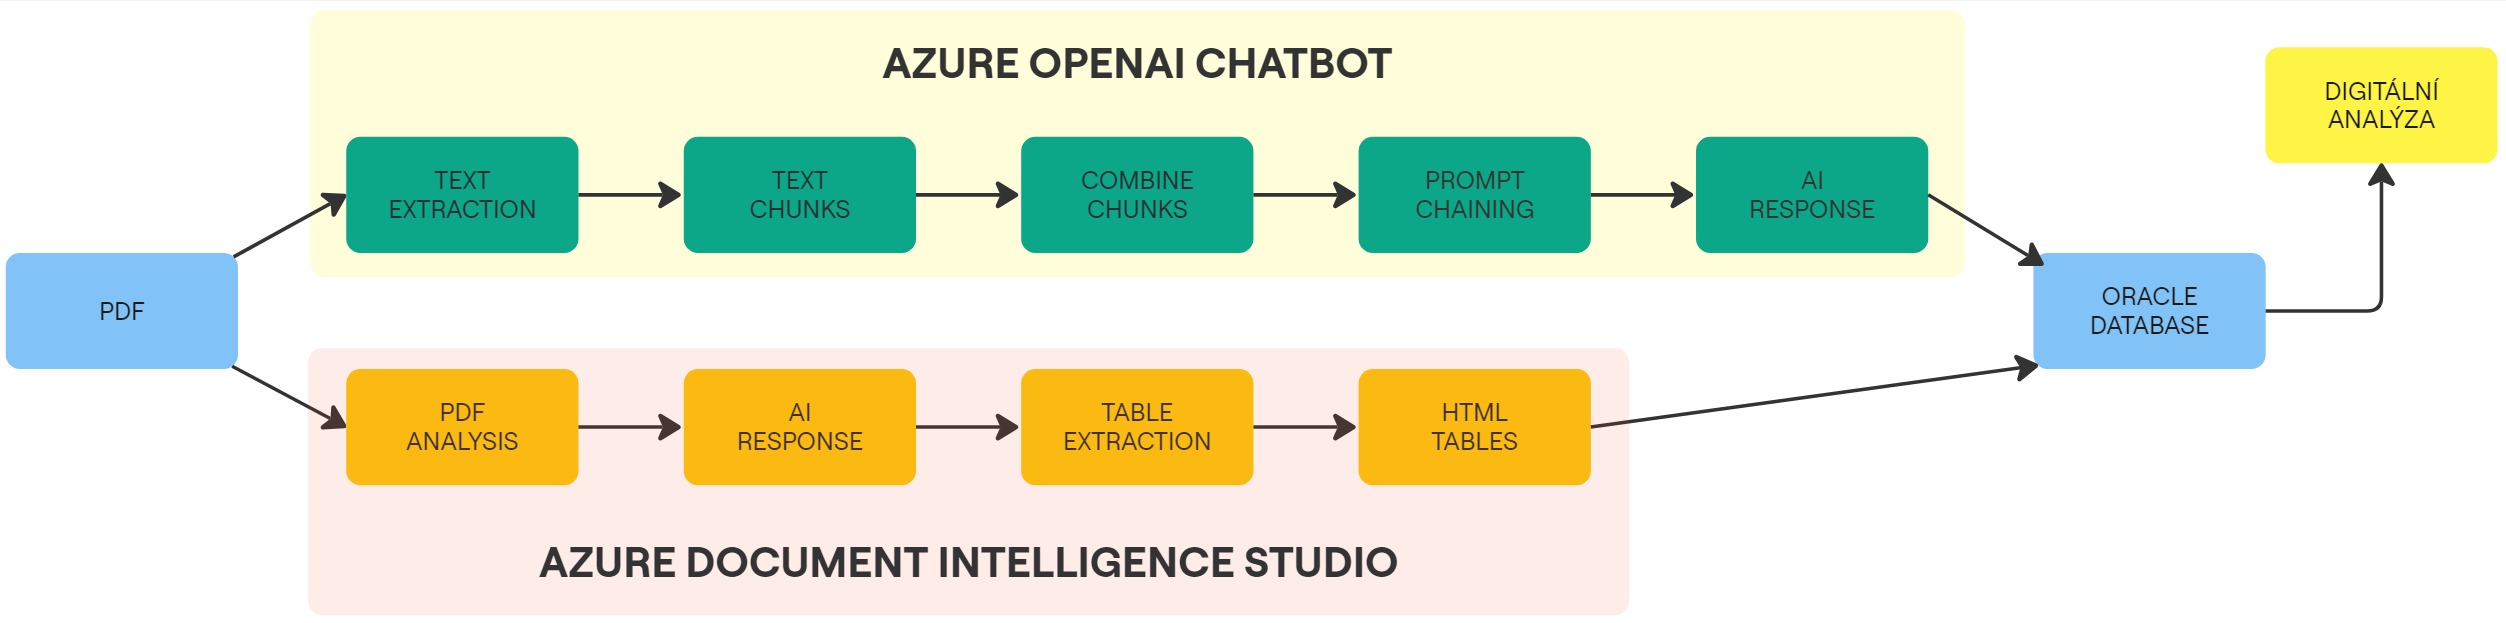 AZURE OPENAI CHATBOT
DIGITÁLNÍ
ANALÝZA
TEXT
EXTRACTION
TEXT
CHUNKS
COMBINE
CHUNKS
PROMPT
CHAINING
AI
RESPONSE
PDF
ORACLE
DATABASE
PDF
ANALYSIS
AI
RESPONSE
TABLE
EXTRACTION
HTML
TABLES
AZURE DOCUMENT INTELLIGENCE STUDIO